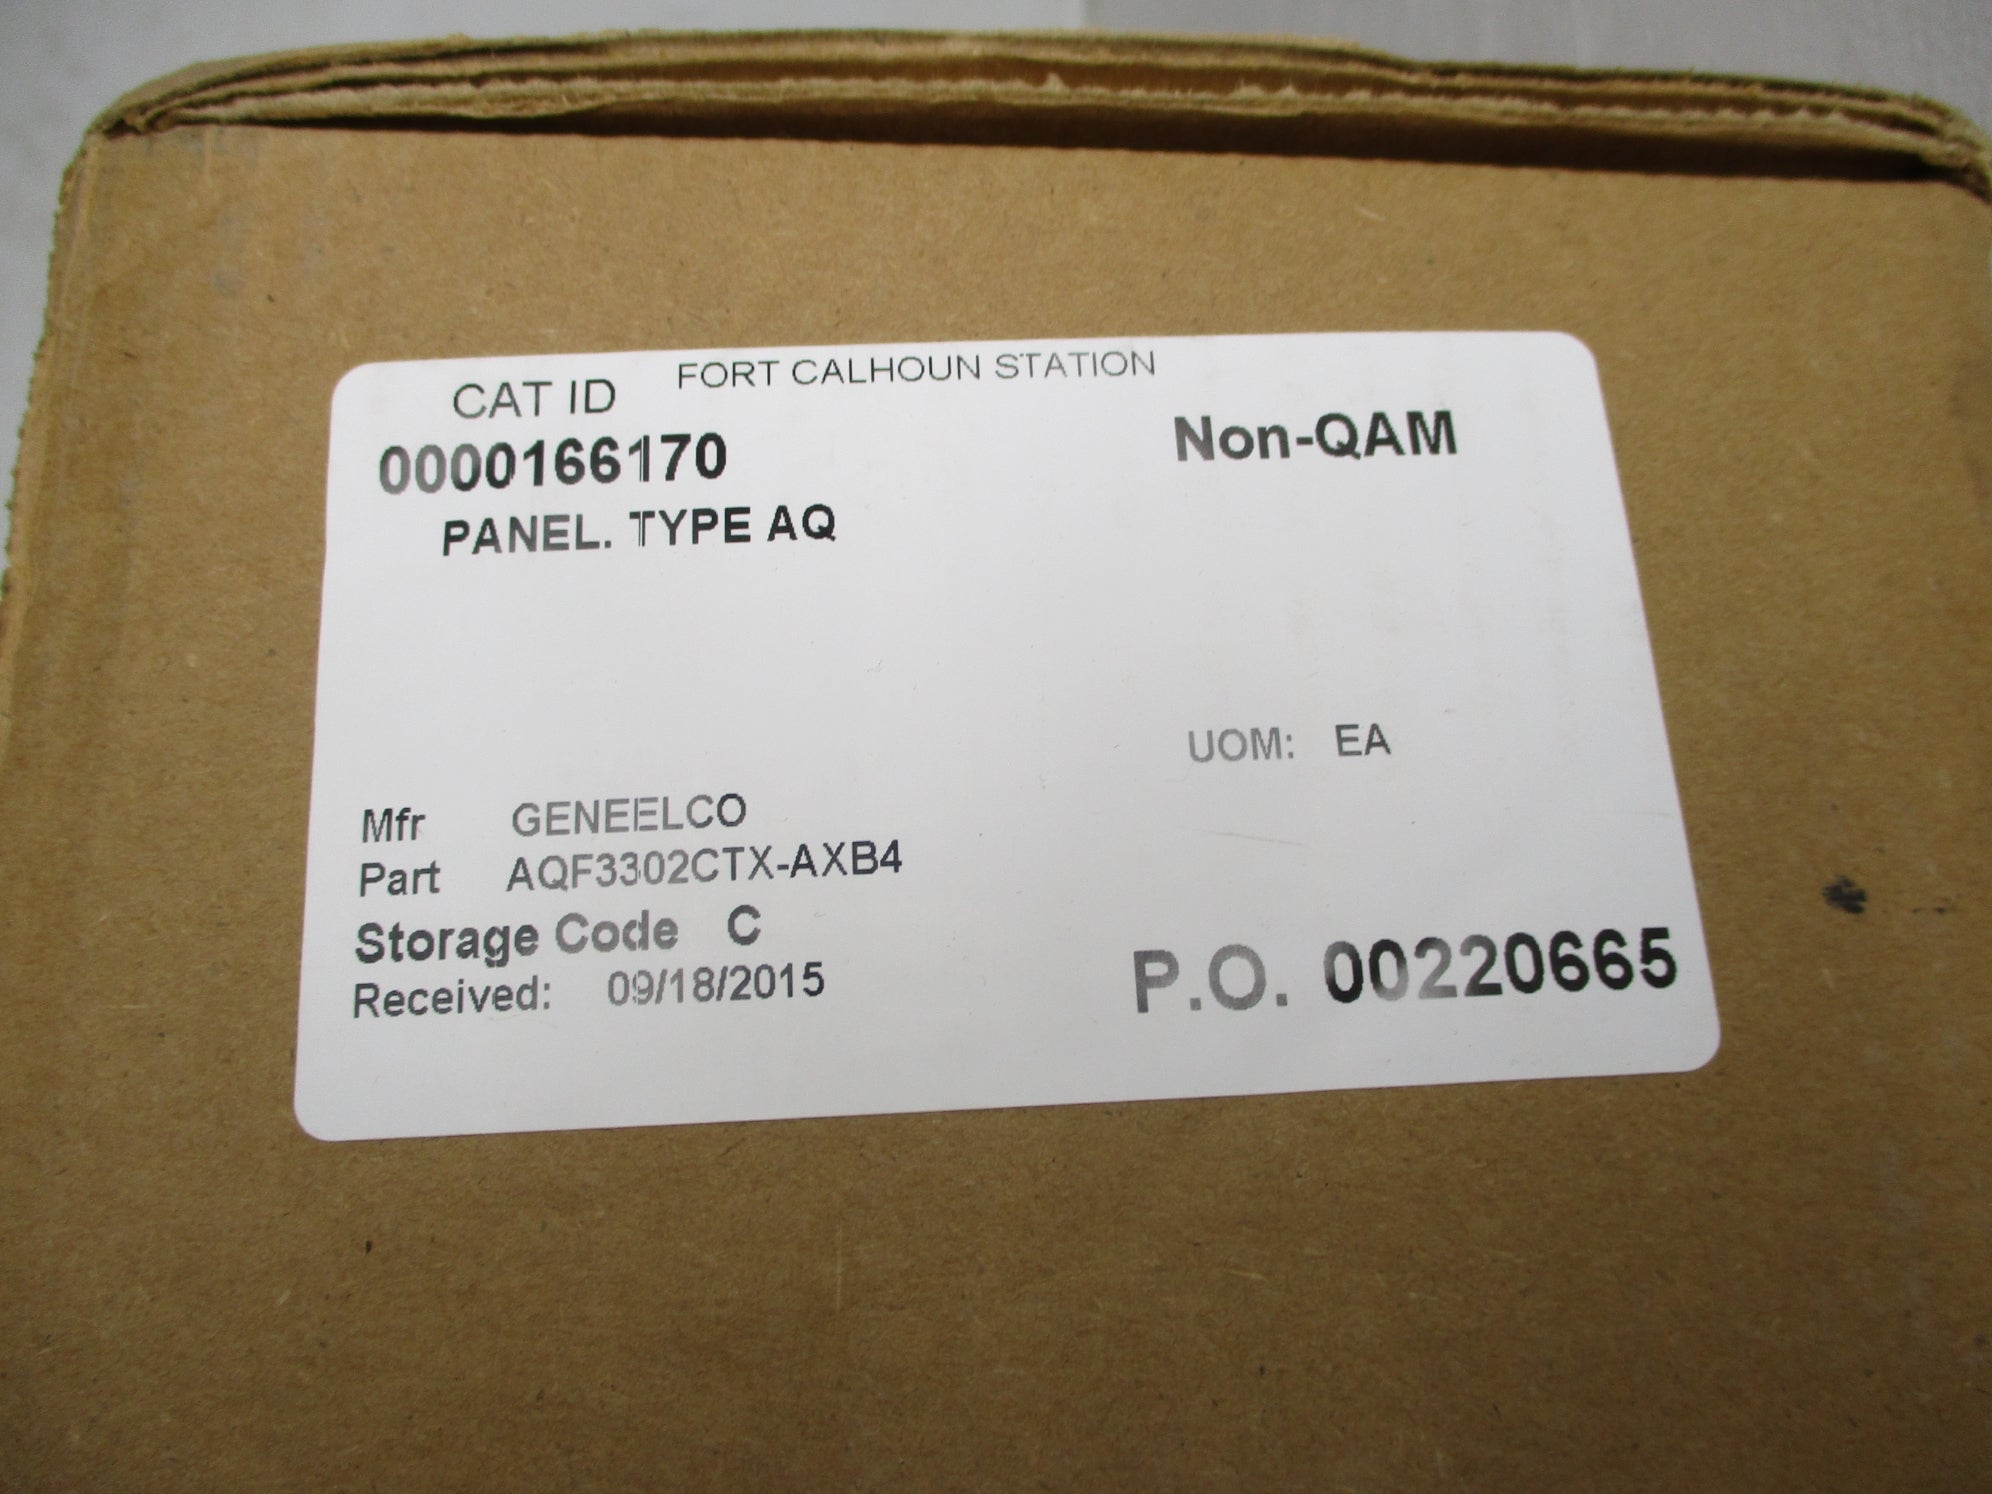 FORT CALHOUN STATION
CAT ID
0000166170
Non-QAM
PANEL. TYPE AQ
UOM: EA
Mfr GENEELCO
Part AQF3302CTX-AXB4
Storage Code C
Received: 09/18/2015
P.O. 00220665